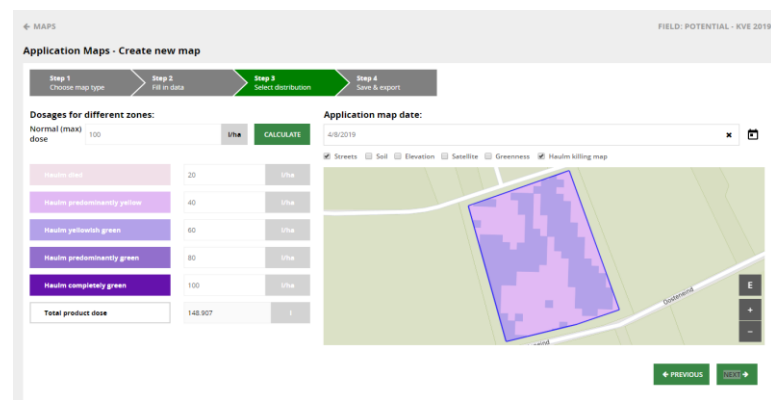 ← MAPS
FIELD: POTENTIAL - KVE 2019
Application Maps - Create new map
Step 1
Choose map type
Step 2
Fill in data
Step 3
Select distribution
Step 4
Save & export
Dosages for different zones:
Normal (max) dose
100
l/ha
CALCULATE
Haulm died
20
l/ha
Haulm predominantly yellow
40
l/ha
Haulm yellowish green
60
l/ha
Haulm predominantly green
80
l/ha
Haulm completely green
100
l/ha
Total product dose
148.907
l
Application map date:
4/8/2019
Streets Soil Elevation Satellite Greenness Haulm killing map
Oosteneind
E
+
−
← PREVIOUS
NEXT →